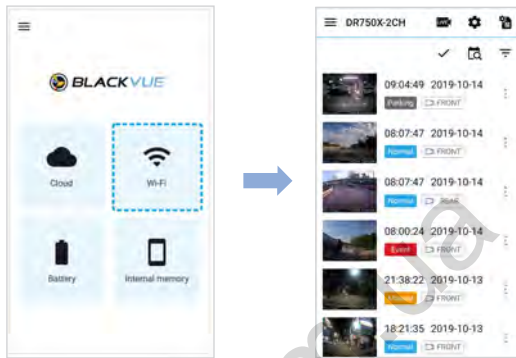 BLACKVUE
Cloud
Wi-Fi
Battery
Internal memory
DR750X-2CH
09:04:49 2019-10-14
Parking FRONT
08:07:47 2019-10-14
Normal FRONT
08:07:47 2019-10-14
Normal REAR
08:00:24 2019-10-14
Event FRONT
21:38:22 2019-10-13
FRONT
18:21:35 2019-10-13
Normal FRONT